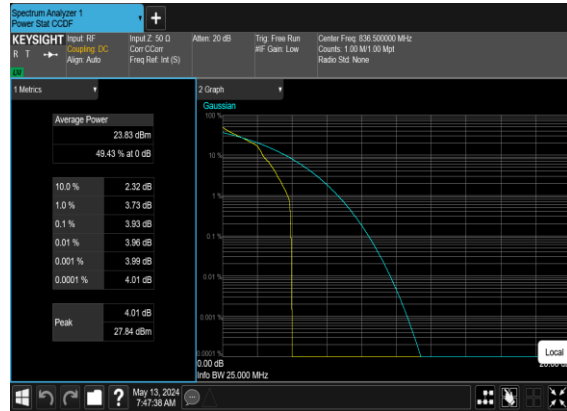 Spectrum Analyzer 1
Power Stat CCDF
+
KEYSIGHT
R T
LXI
Input: RF
Coupling: DC
Align: Auto
Input Z: 50 Ω
Corr CCorr
Freq Ref: Int (S)
Atten: 20 dB
Trig: Free Run
#IF Gain: Low
Center Freq: 836.500000 MHz
Counts: 1.00 M/1.00 Mpt
Radio Std: None
1 Metrics
Average Power
23.83 dBm
49.43 % at 0 dB
10.0 % 2.32 dB
1.0 % 3.73 dB
0.1 % 3.93 dB
0.01 % 3.96 dB
0.001 % 3.99 dB
0.0001 % 4.01 dB
Peak
4.01 dB
27.84 dBm
2 Graph
Gaussian
100 %
10 %
1 %
0.1 %
0.01 %
0.001 %
0.0001 %
0.00 dB
Info BW 25.000 MHz
Local
?
May 13, 2024
7:47:38 AM